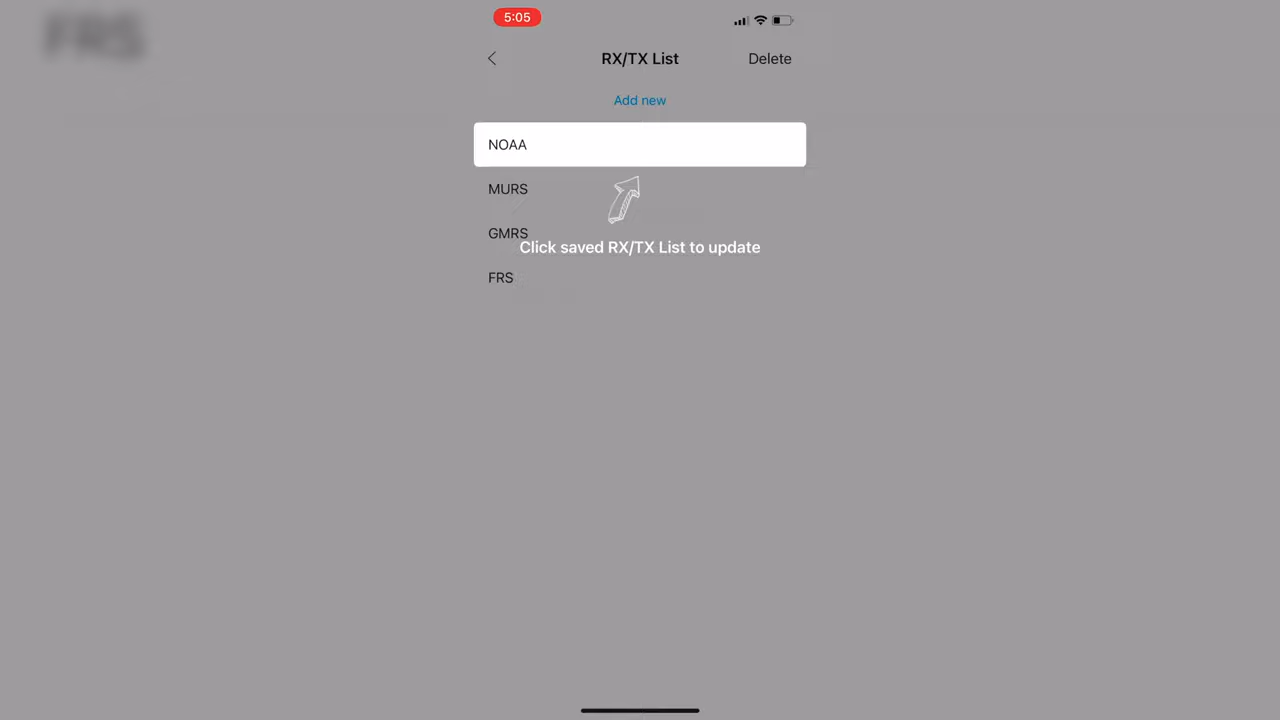 FRS
5:05
RX/TX List
Delete
Add new
NOAA
MURS
GMRS
Click saved RX/TX List to update
FRS